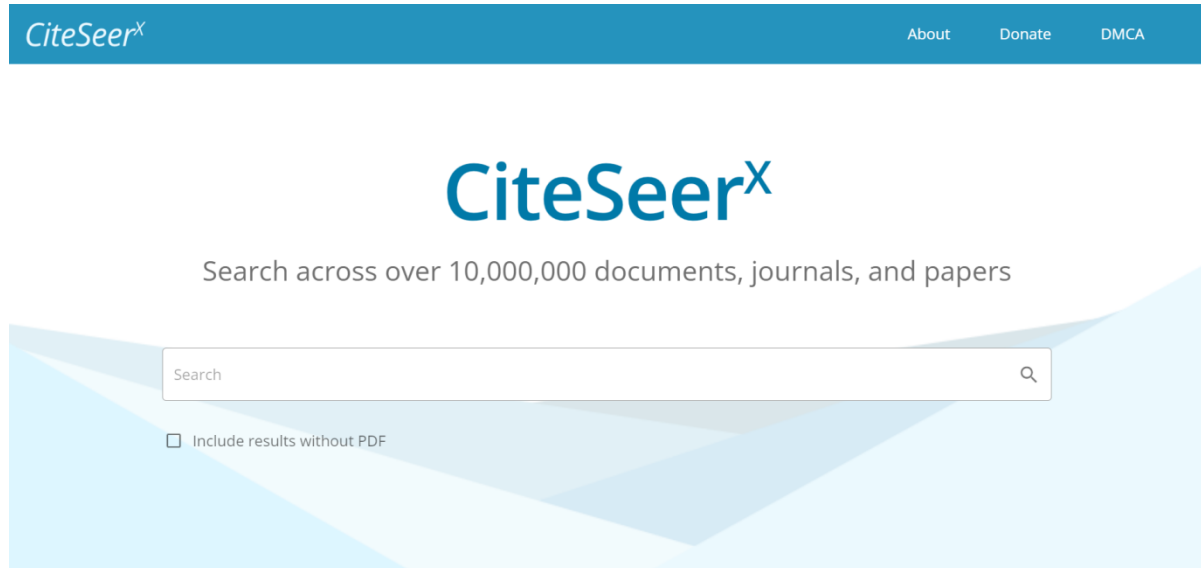 CiteSeerX About Donate DMCA
CiteSeerX
Search across over 10,000,000 documents, journals, and papers
Search
Include results without PDF